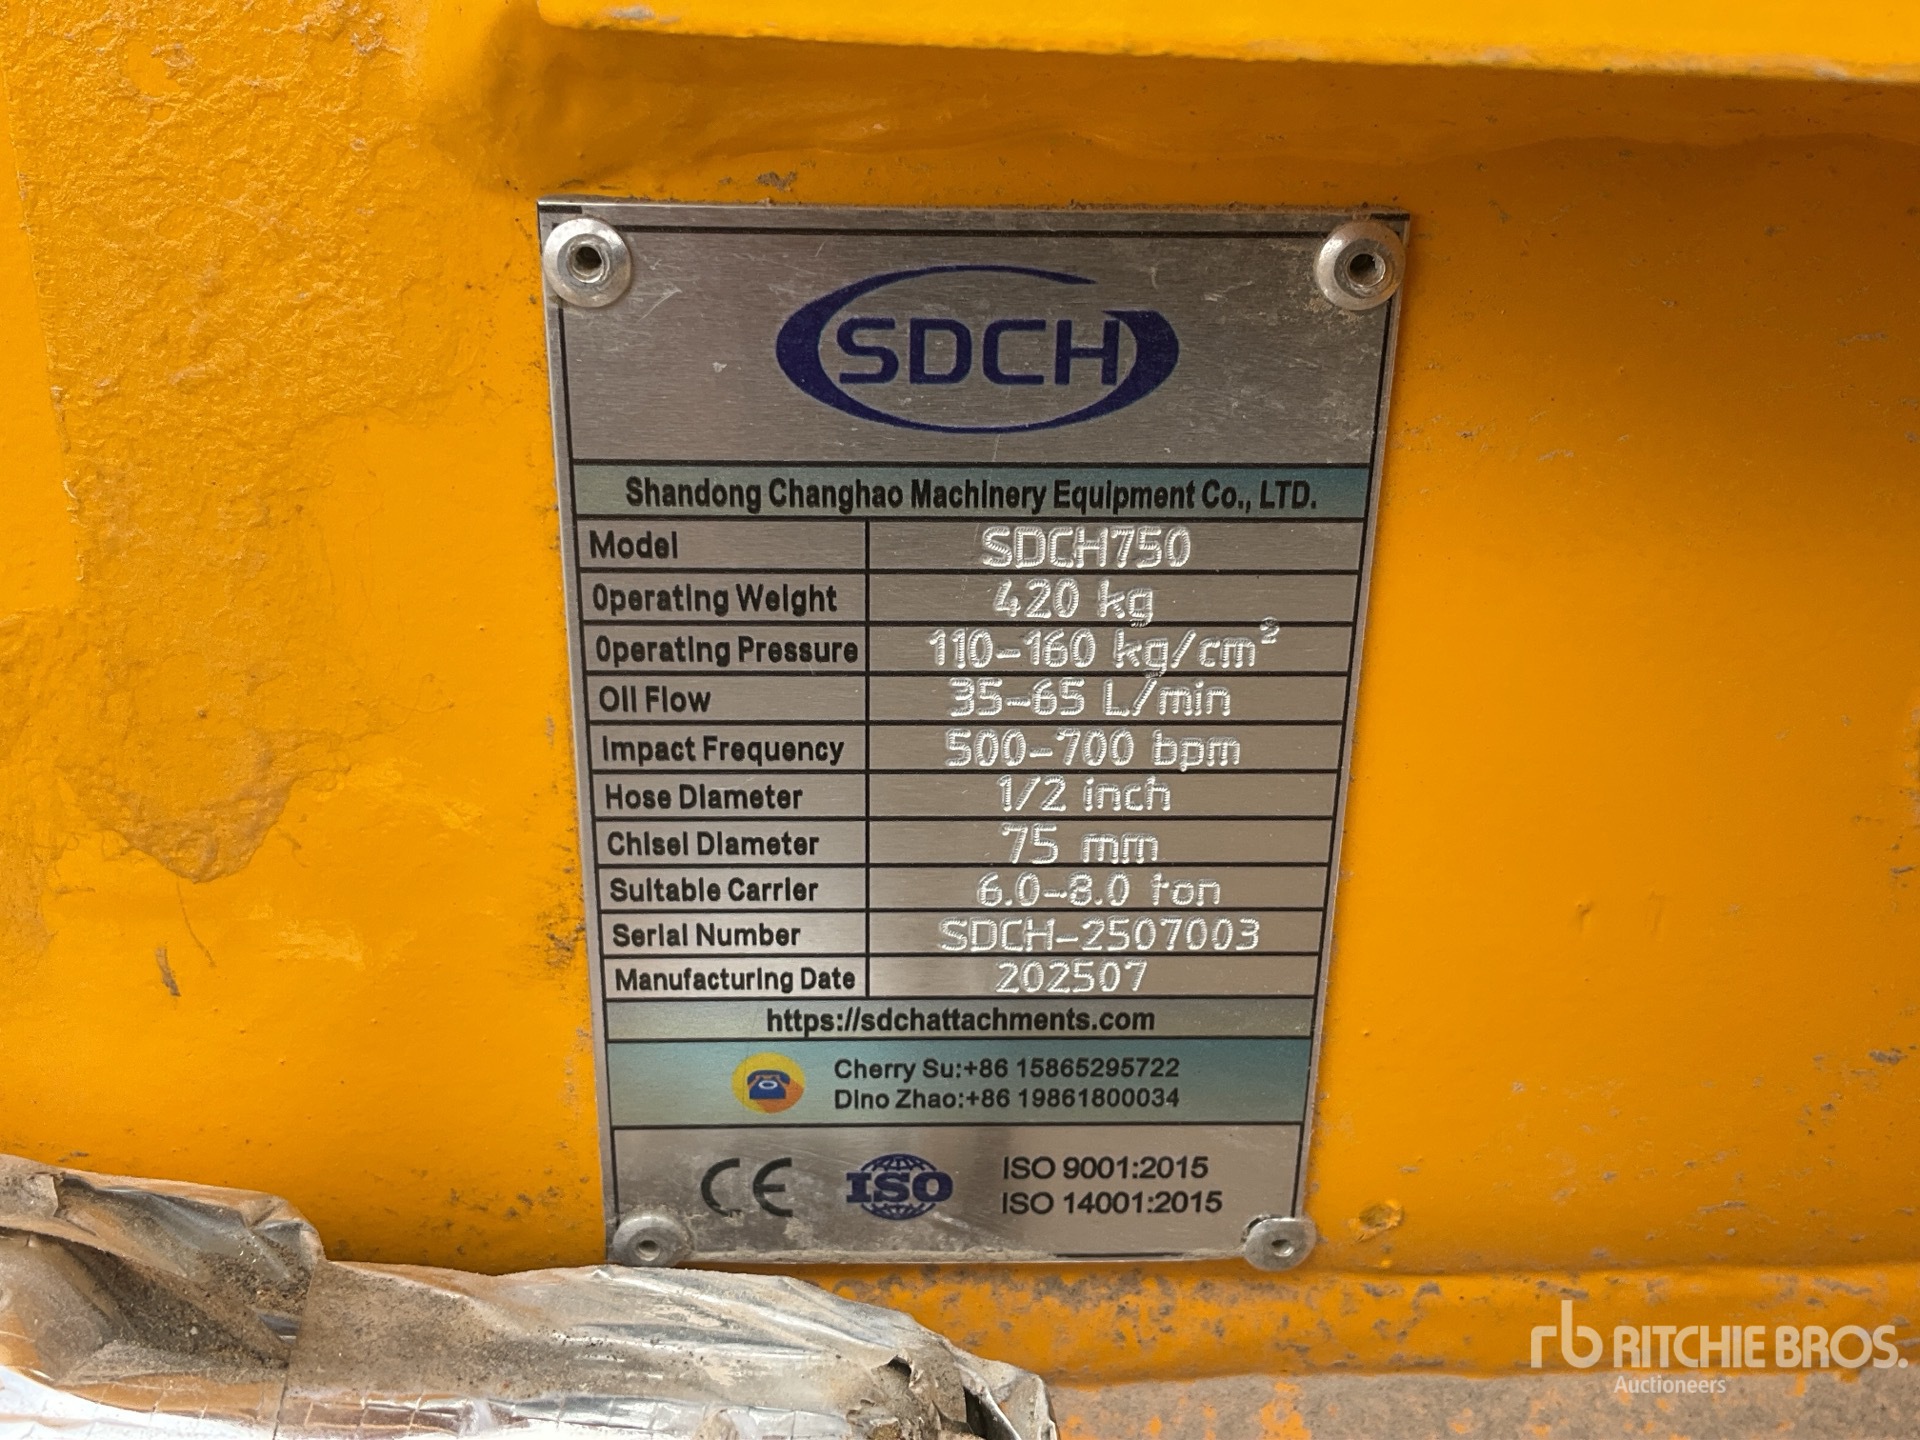 SDCH
Shandong Changhao Machinery Equipment Co., LTD.
Model SDCH750
Operating Weight 420 kg
Operating Pressure 110-160 kg/cm²
Oil Flow 35-65 L/min
Impact Frequency 500-700 bpm
Hose Diameter 1/2 inch
Chisel Diameter 75 mm
Suitable Carrier 6.0-8.0 ton
Serial Number SDCH-2507003
Manufacturing Date 202507
https://sdchattachments.com
Cherry Su:+86 15865295722
Dino Zhao:+86 19861800034
CE ISO ISO 9001:2015
ISO 14001:2015
rb RITCHIE BROS.
Auctioneers